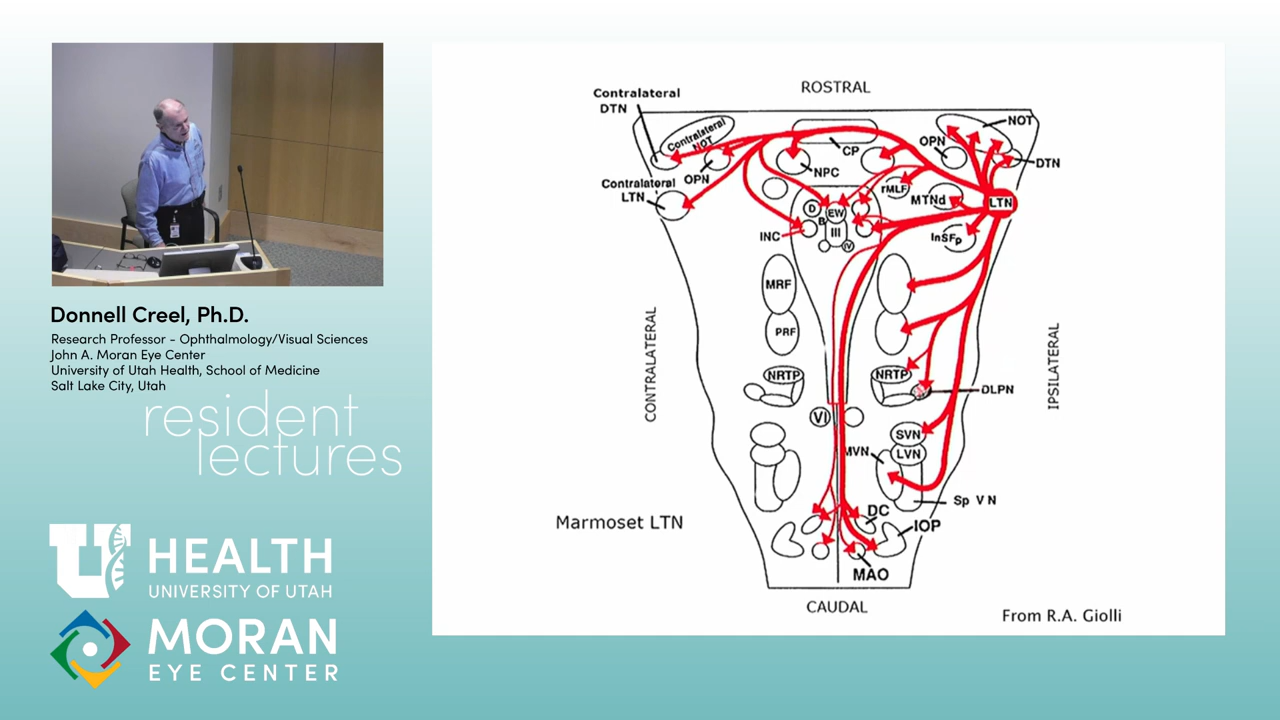 Donnell Creel, Ph.D.
Research Professor - Ophthalmology/Visual Sciences
John A. Moran Eye Center
University of Utah Health, School of Medicine
Salt Lake City, Utah
resident
lectures
U HEALTH
UNIVERSITY OF UTAH
MORAN
EYE CENTER
ROSTRAL
Contralateral
DTN
Contralateral
NOT
OPN
Contralateral
LTN
CP
NPC
OPN
NOT
DTN
rMLF
MTNd
LTN
D
EW
B
III
IV
INC
InSFp
MRF
PRF
NRTP
NRTP
DLPN
VI
SVN
LVN
MVN
Sp V N
DC
IOP
MAO
CONTRALATERAL
IPSILATERAL
Marmoset LTN
CAUDAL
From R.A. Giolli